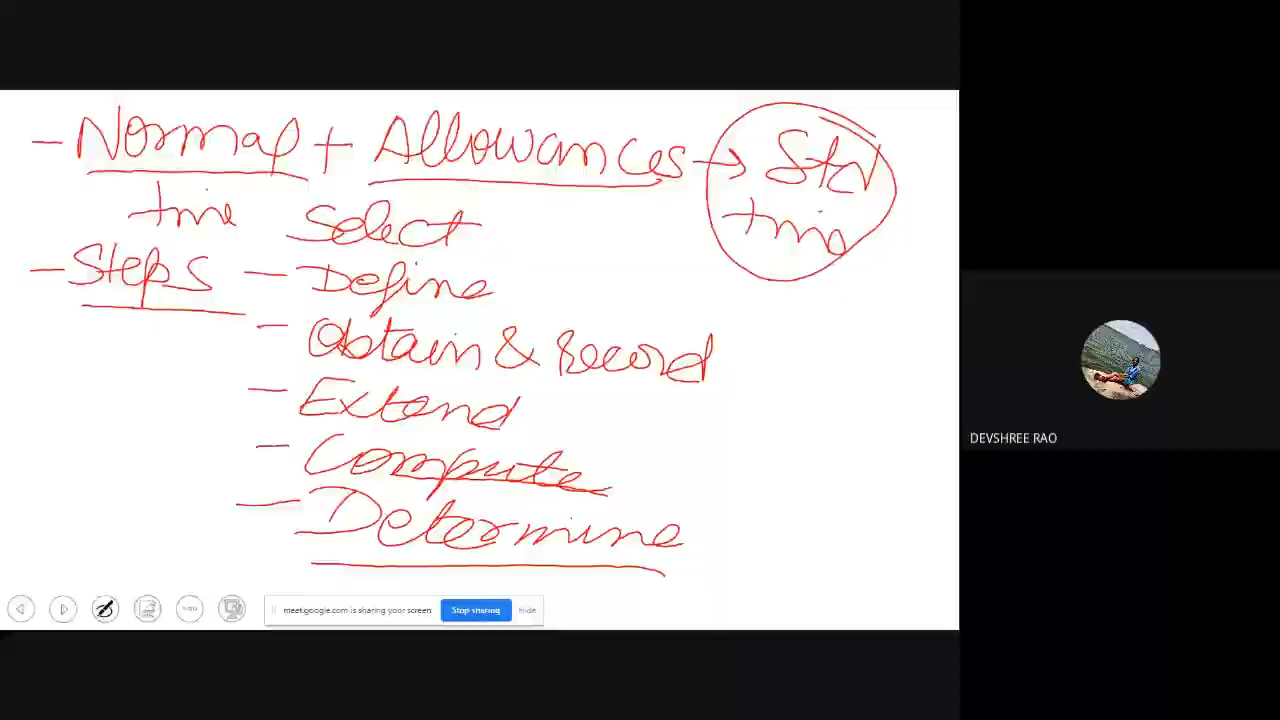 - Normal + Allowances → Std
time
time
Select
- Steps - Define
- Obtain & Record
- Extend
- Compute
- Determine
meet.google.com is sharing your screen Stop sharing Hide
DEVSHREE RAO